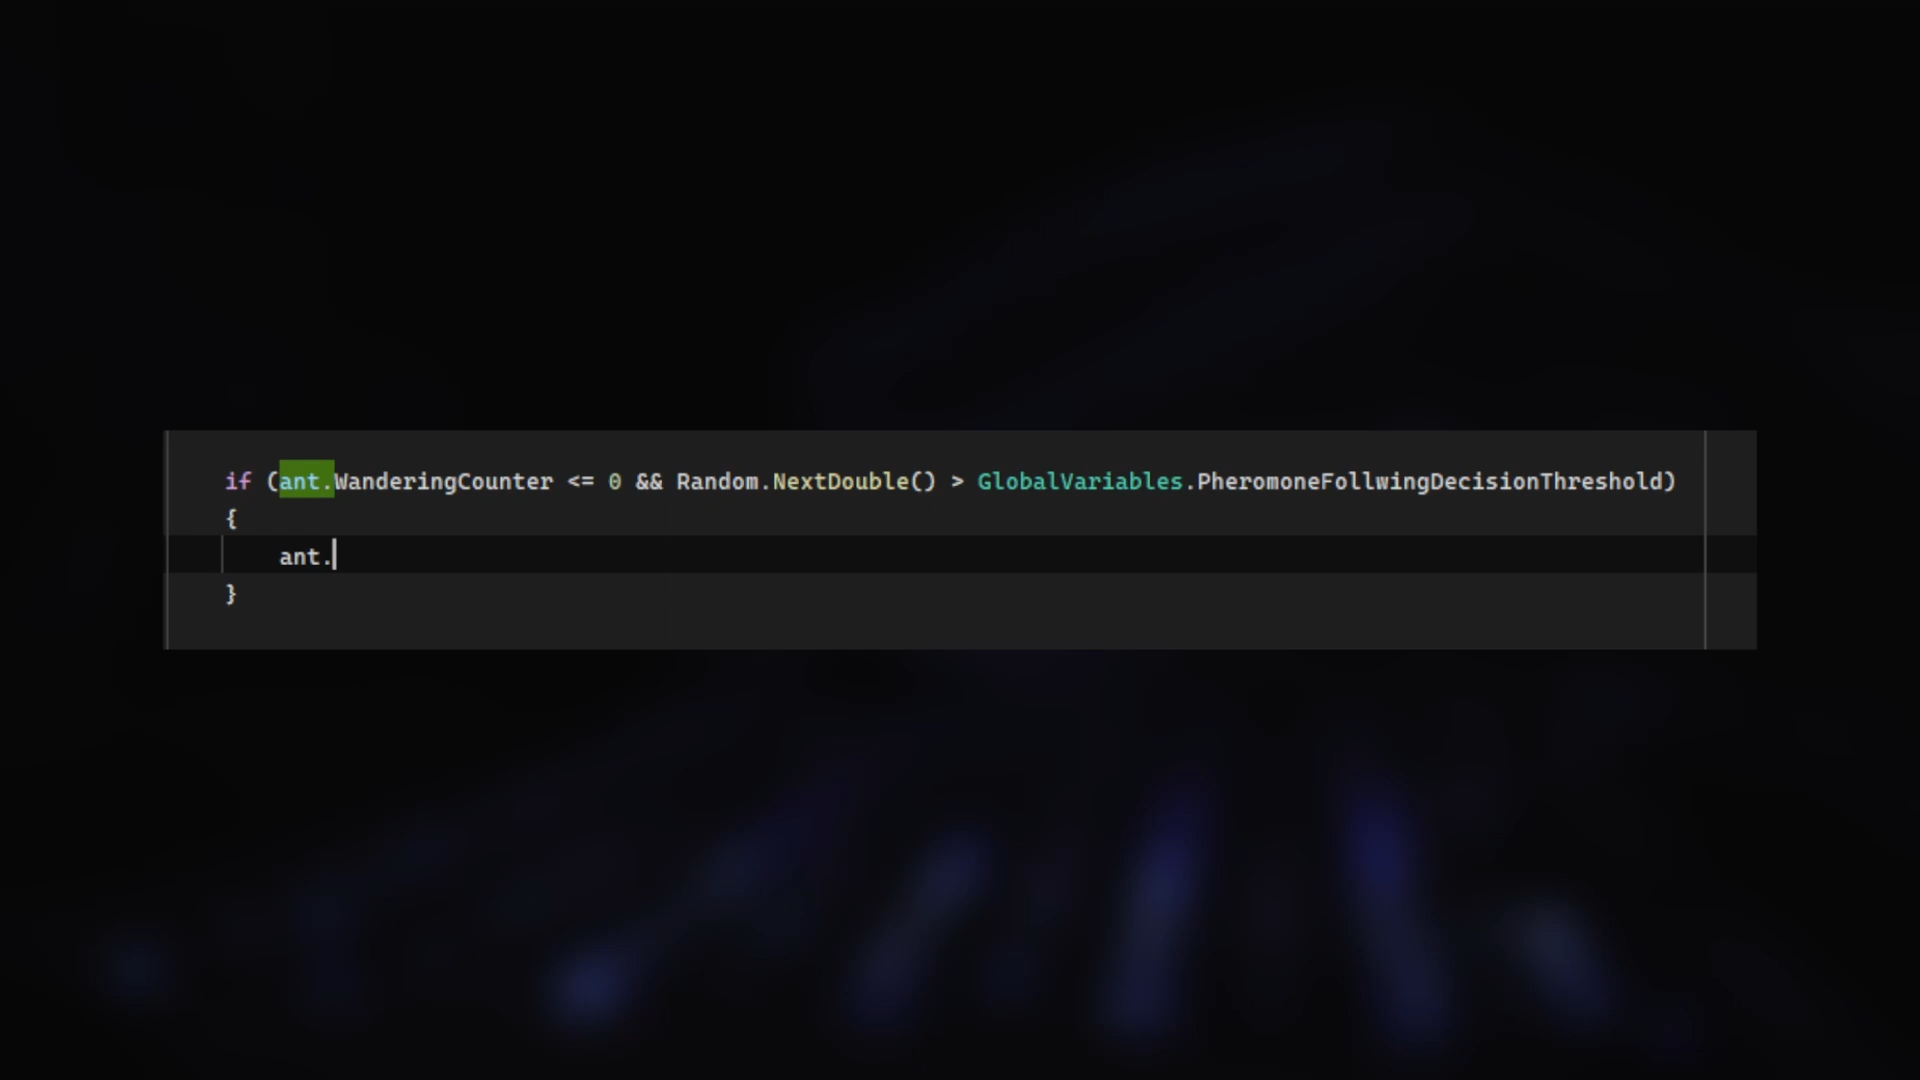 if (ant.WanderingCounter <= 0 && Random.NextDouble() > GlobalVariables.PheromoneFollwingDecisionThreshold)
{
ant.
}